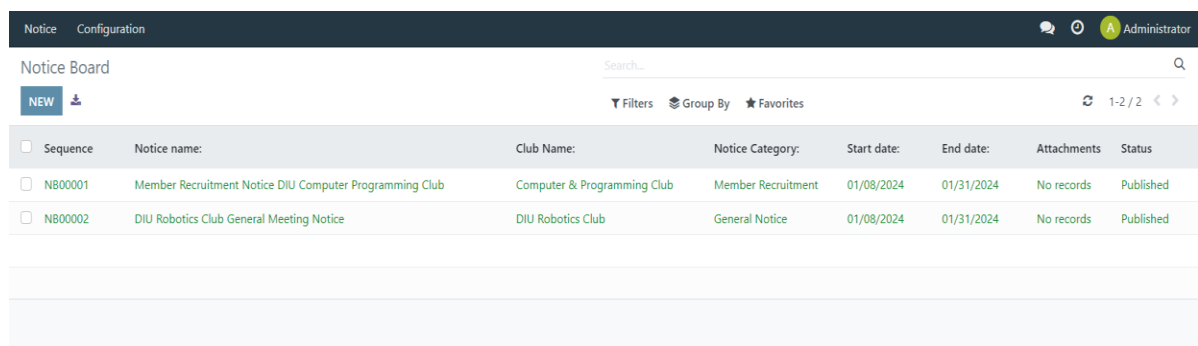 Notice Configuration A Administrator
Notice Board Search...
NEW Filters Group By Favorites 1-2 / 2
Sequence Notice name: Club Name: Notice Category: Start date: End date: Attachments Status
NB00001 Member Recruitment Notice DIU Computer Programming Club Computer & Programming Club Member Recruitment 01/08/2024 01/31/2024 No records Published
NB00002 DIU Robotics Club General Meeting Notice DIU Robotics Club General Notice 01/08/2024 01/31/2024 No records Published